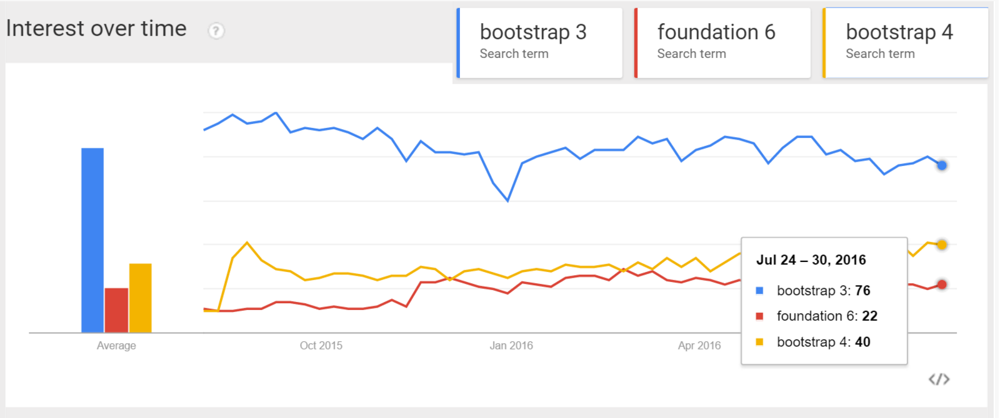 Interest over time ?
bootstrap 3
Search term
foundation 6
Search term
bootstrap 4
Search term
Average
Oct 2015
Jan 2016
Apr 2016
Jul 24 – 30, 2016
bootstrap 3: 76
foundation 6: 22
bootstrap 4: 40
</>